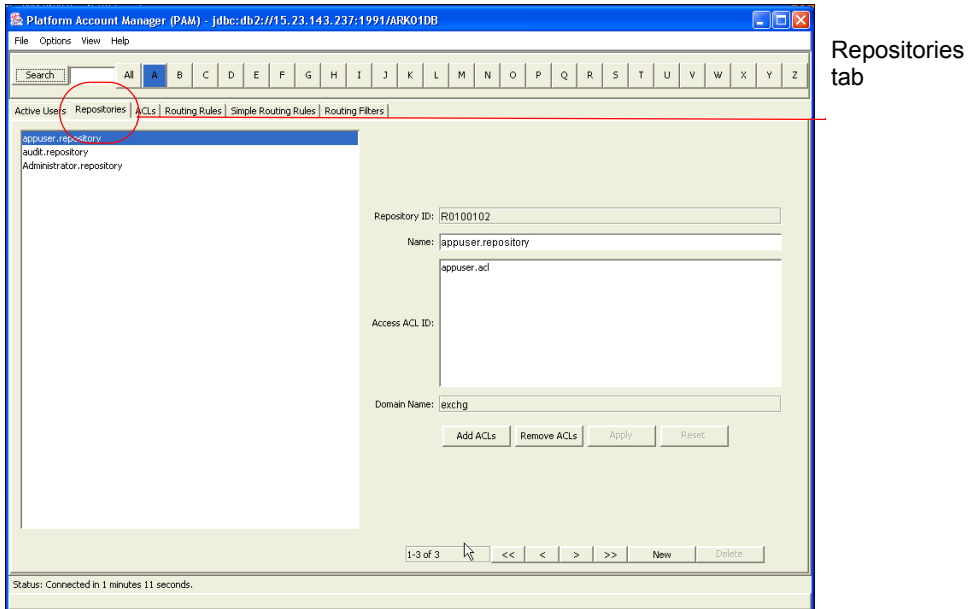 Platform Account Manager (PAM) - jdbc:db2://15.23.143.237:1991/ARK01DB
File Options View Help
Search All A B C D E F G H I J K L M N O P Q R S T U V W X Y Z
Repositories tab
Active Users Repositories ACLs Routing Rules Simple Routing Rules Routing Filters
appuser.repository
audit.repository
Administrator.repository
Repository ID: R0100102
Name: appuser.repository
appuser.acl
Access ACL ID:
Domain Name: exchg
Add ACLs Remove ACLs Apply Reset
1-3 of 3 << < > >> New Delete
Status: Connected in 1 minutes 11 seconds.